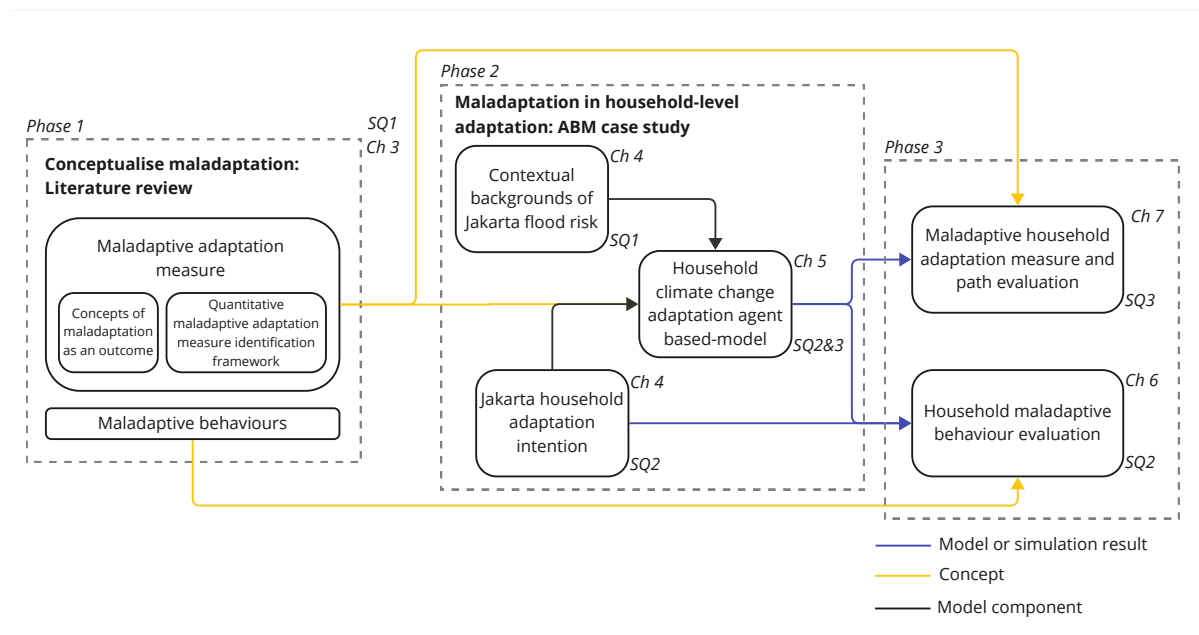 Phase 1
SQ1
Ch 3
Conceptualise maladaptation:
Literature review
Maladaptive adaptation
measure
Concepts of
maladaptation
as an outcome
Quantitative
maladaptive adaptation
measure identification
framework
Maladaptive behaviours
Phase 2
Maladaptation in household-level
adaptation: ABM case study
Contextual
backgrounds of
Jakarta flood risk
Ch 4
SQ1
Household
climate change
adaptation agent
based-model
Ch 5
SQ2&3
Jakarta household
adaptation
intention
Ch 4
SQ2
Phase 3
Maladaptive household
adaptation measure and
path evaluation
Ch 7
SQ3
Household maladaptive
behaviour evaluation
Ch 6
SQ2
Model or simulation result
Concept
Model component